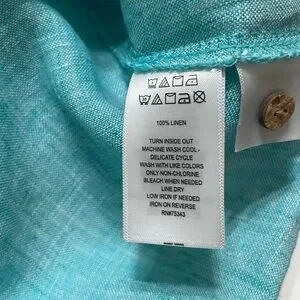 100% LINEN
TURN INSIDE OUT
MACHINE WASH COOL -
DELICATE CYCLE
WASH WITH LIKE COLORS
ONLY NON-CHLORINE
BLEACH WHEN NEEDED
LINE DRY
LOW IRON IF NEEDED
IRON ON REVERSE
RN#75343